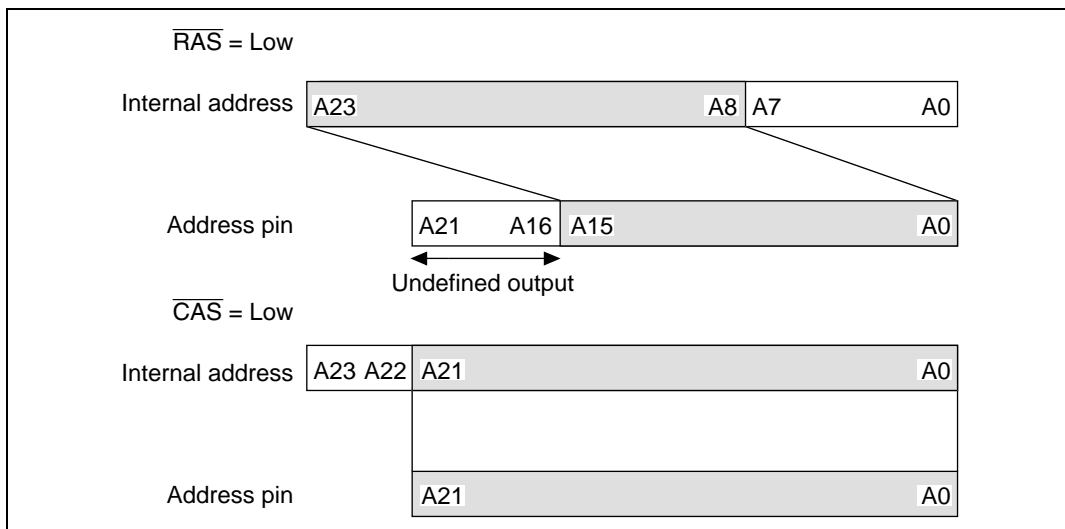 RAS = Low
Internal address A23 A8 A7 A0
Address pin A21 A16 A15 A0
Undefined output
CAS = Low
Internal address A23 A22 A21 A0
Address pin A21 A0